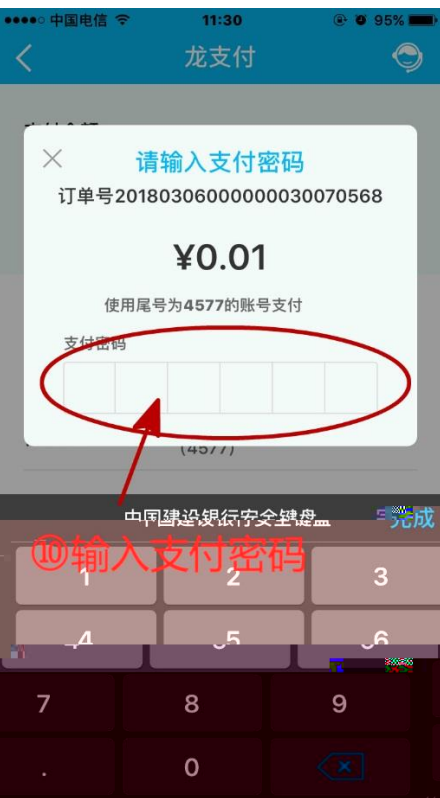 中国电信 11:30 95%
龙支付
请输入支付密码
订单号20180306000000030070568
¥0.01
使用尾号为4577的账号支付
支付密码
(4577)
中国建设银行安全键盘 完成
⑩输入支付密码
1 2 3
4 5 6
7 8 9
. 0